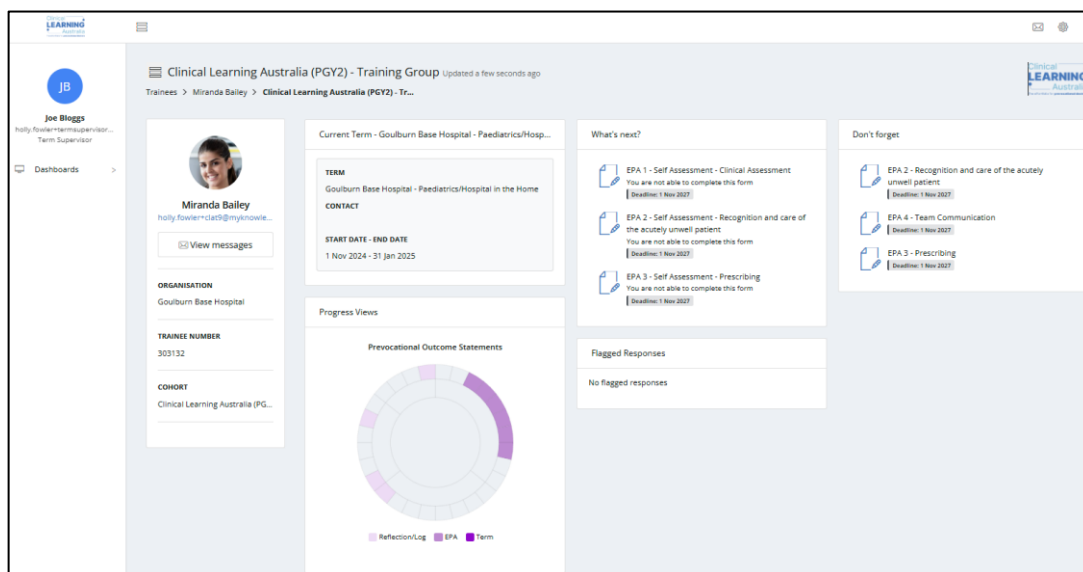 Clinical
LEARNING
Australia
JB
Joe Bloggs
holly.fowler+termsupervisor...
Term Supervisor
Dashboards >
Clinical Learning Australia (PGY2) - Training Group Updated a few seconds ago
Trainees > Miranda Bailey > Clinical Learning Australia (PGY2) - Tr...
Clinical
LEARNING
Australia
Miranda Bailey
holly.fowler+clat9@myknowle...
View messages
ORGANISATION
Goulburn Base Hospital
TRAINEE NUMBER
303132
COHORT
Clinical Learning Australia (PG...
Current Term - Goulburn Base Hospital - Paediatrics/Hosp...
TERM
Goulburn Base Hospital - Paediatrics/Hospital in the Home
CONTACT
START DATE - END DATE
1 Nov 2024 - 31 Jan 2025
Progress Views
Prevocational Outcome Statements
Reflection/Log EPA Term
What's next?
EPA 1 - Self Assessment - Clinical Assessment
You are not able to complete this form
Deadline: 1 Nov 2027
EPA 2 - Self Assessment - Recognition and care of
the acutely unwell patient
You are not able to complete this form
Deadline: 1 Nov 2027
EPA 3 - Self Assessment - Prescribing
You are not able to complete this form
Deadline: 1 Nov 2027
Flagged Responses
No flagged responses
Don't forget
EPA 2 - Recognition and care of the acutely
unwell patient
Deadline: 1 Nov 2027
EPA 4 - Team Communication
Deadline: 1 Nov 2027
EPA 3 - Prescribing
Deadline: 1 Nov 2027